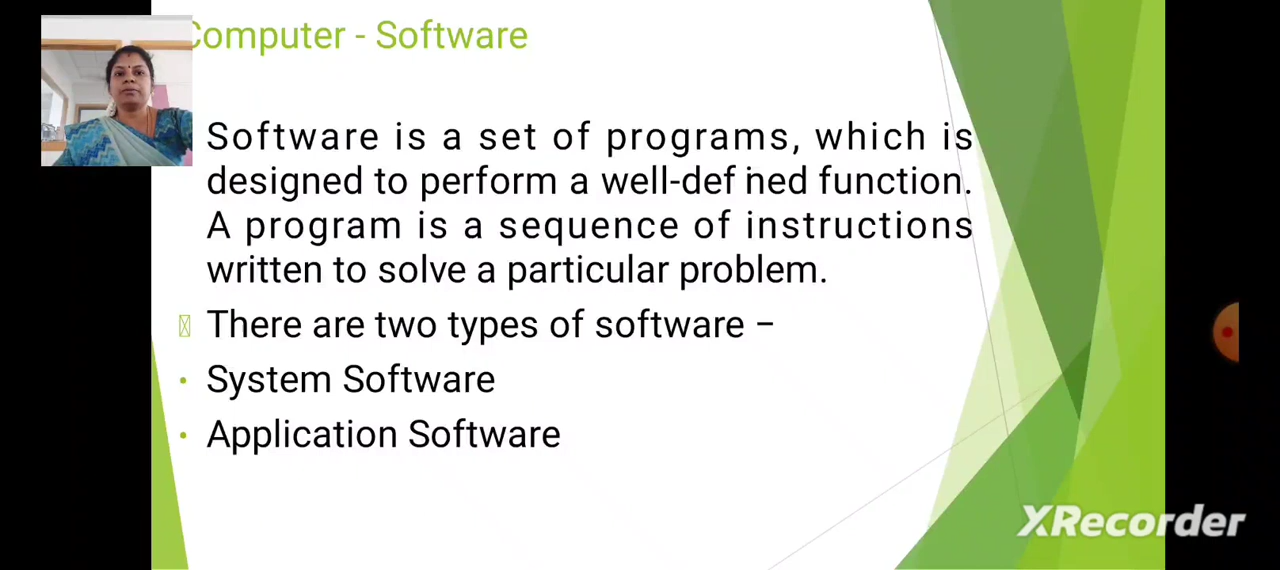 Computer - Software
Software is a set of programs, which is
designed to perform a well-defined function.
A program is a sequence of instructions
written to solve a particular problem.
There are two types of software −
• System Software
• Application Software
XRecorder